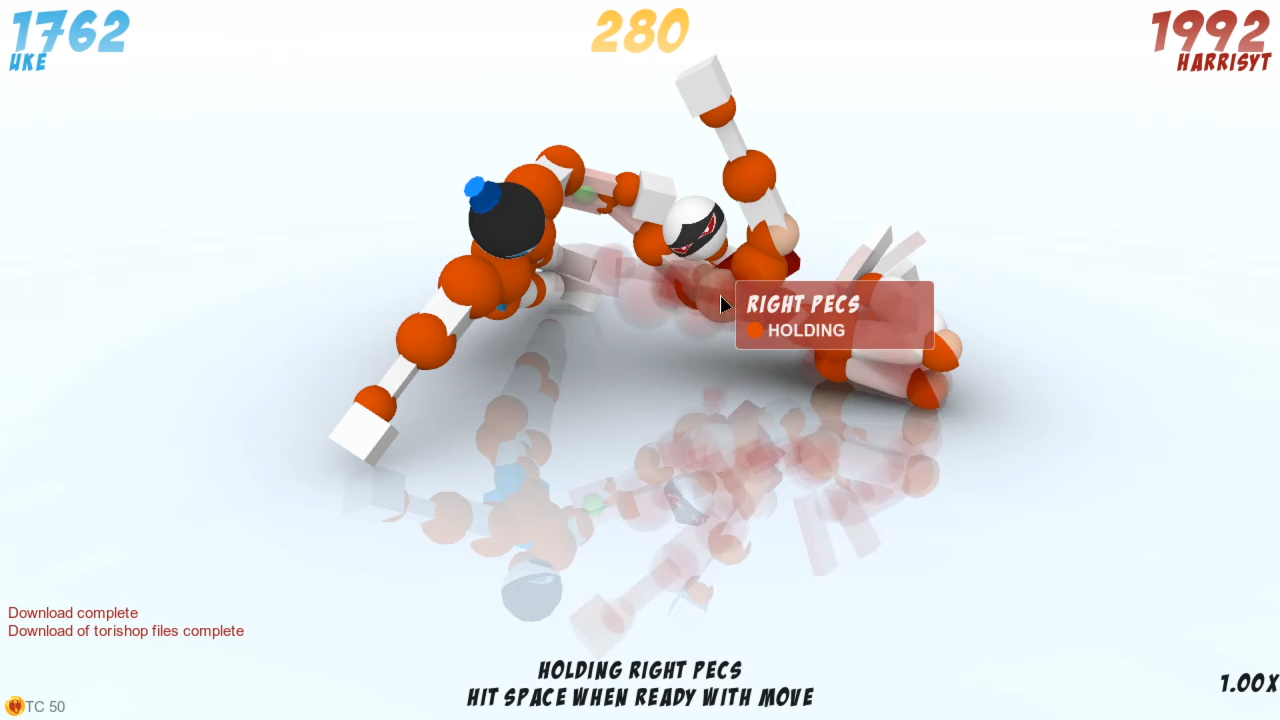 1762
UKE
280
1992
HARRISYT
RIGHT PECS
HOLDING
Download complete
Download of torishop files complete
HOLDING RIGHT PECS
HIT SPACE WHEN READY WITH MOVE
1.00X
TC 50